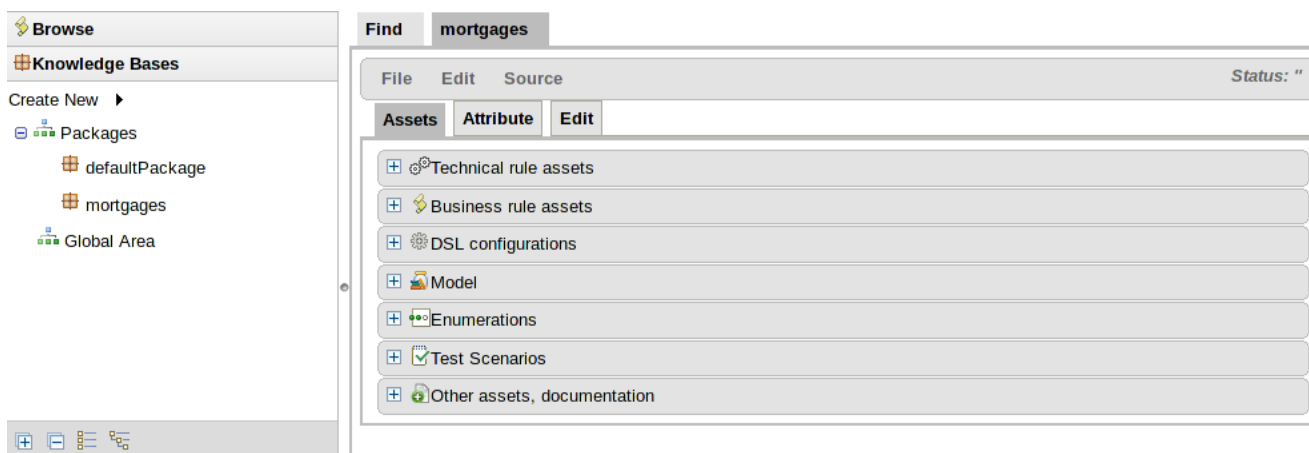 Browse
Knowledge Bases
Create New
Packages
defaultPackage
mortgages
Global Area
Find mortgages
File Edit Source Status: "
Assets Attribute Edit
Technical rule assets
Business rule assets
DSL configurations
Model
Enumerations
Test Scenarios
Other assets, documentation